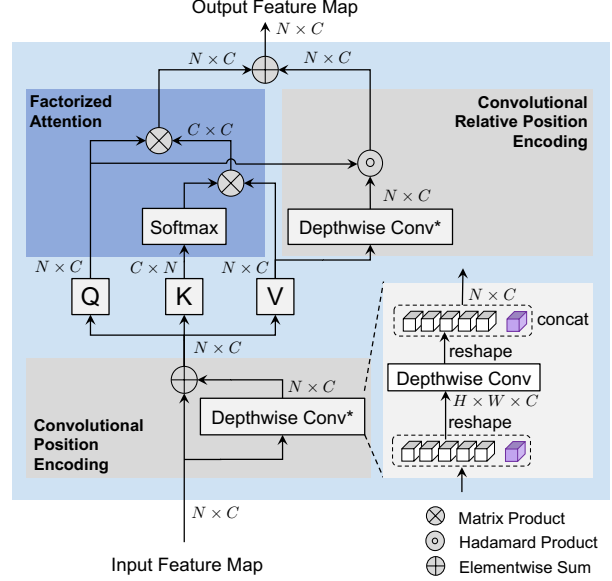 Output Feature Map
N × C
N × C
N × C
Factorized
Attention
Convolutional
Relative Position
Encoding
C × C
N × C
Softmax
Depthwise Conv*
N × C
C × N
N × C
Q
K
V
N × C
N × C
concat
reshape
Depthwise Conv
H × W × C
reshape
N × C
Depthwise Conv*
Convolutional
Position
Encoding
N × C
Input Feature Map
Matrix Product
Hadamard Product
Elementwise Sum